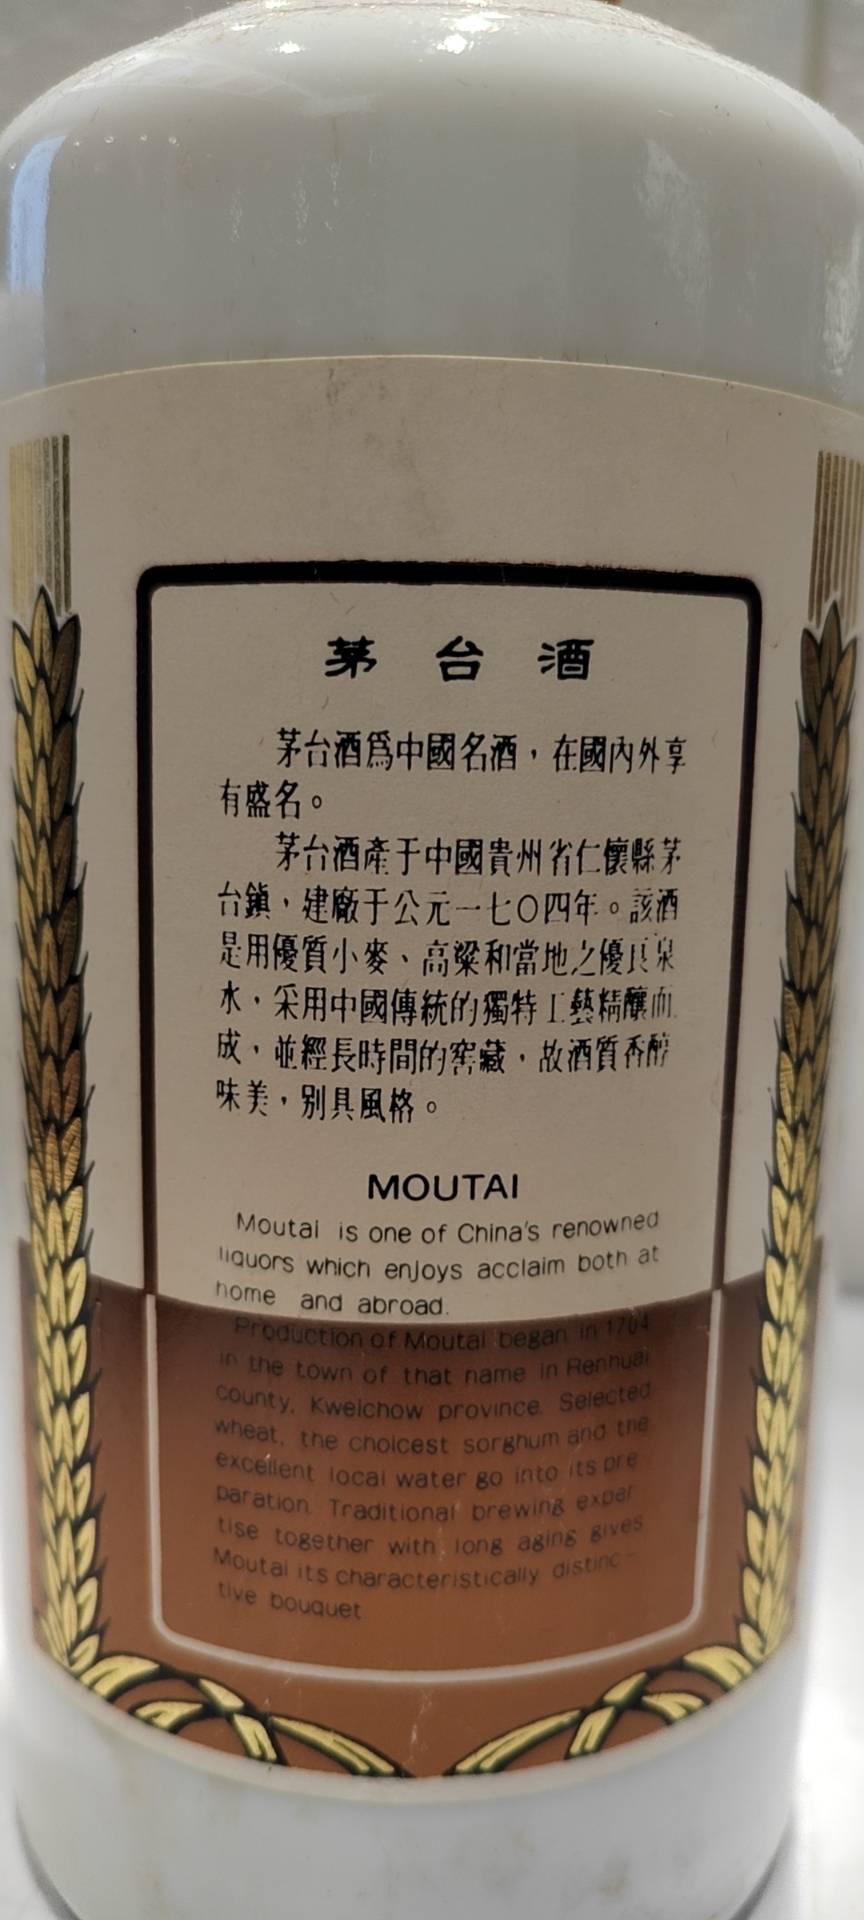 茅台酒
茅台酒爲中國名酒，在國內外享
有盛名。
茅台酒產于中國貴州省仁懷縣茅
台鎮，建廠于公元一七〇四年。該酒
是用優質小麥、高粱和當地之優良泉
水，采用中國傳統的獨特工藝精釀而
成，並經長時間的窖藏，故酒質香醇
味美，别具風格。
MOUTAI
Moutai is one of China's renowned
liquors which enjoys acclaim both at
home and abroad.
Production of Moutai began in 1704
in the town of that name in Renhuai
county, Kweichow province. Selected
wheat, the choicest sorghum and the
excellent local water go into its pre
paration. Traditional brewing exper
tise together with long aging gives
Moutai its characteristically distinc-
tive bouquet